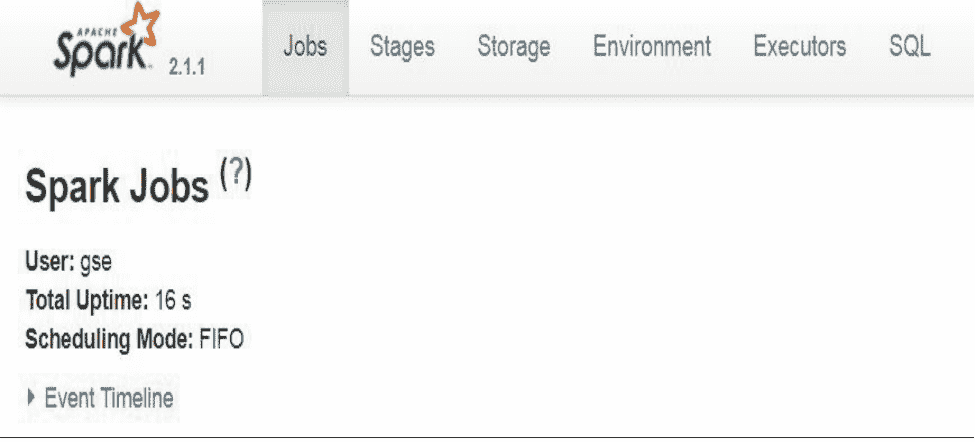 APACHE
Spark 2.1.1 Jobs Stages Storage Environment Executors SQL
Spark Jobs (?)
User: gse
Total Uptime: 16 s
Scheduling Mode: FIFO
Event Timeline